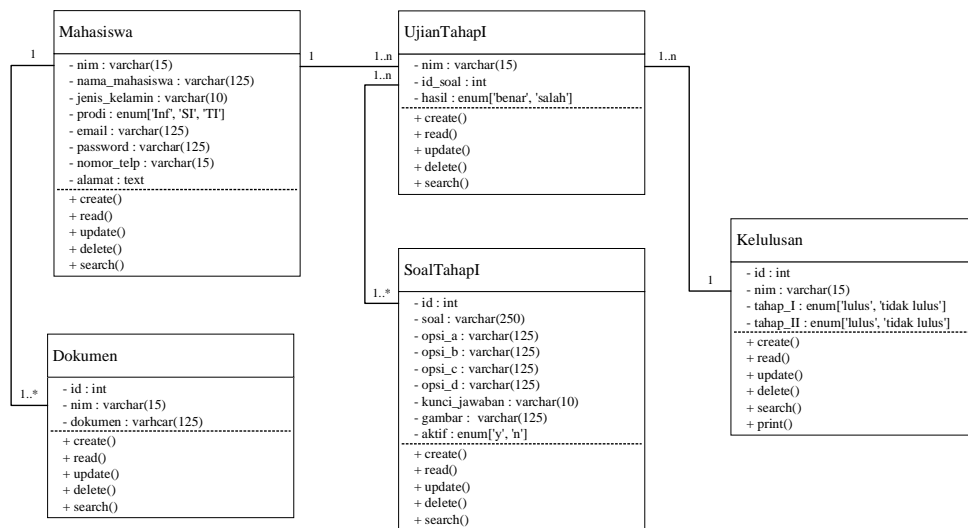 Mahasiswa
- nim : varchar(15)
- nama_mahasiswa : varchar(125)
- jenis_kelamin : varchar(10)
- prodi : enum['Inf', 'SI', 'TI']
- email : varchar(125)
- password : varchar(125)
- nomor_telp : varchar(15)
- alamat : text
+ create()
+ read()
+ update()
+ delete()
+ search()
1
1
1..n
1..n
UjianTahapI
- nim : varchar(15)
- id_soal : int
- hasil : enum['benar', 'salah']
+ create()
+ read()
+ update()
+ delete()
+ search()
1..n
1
1..*
SoalTahapI
- id : int
- soal : varchar(250)
- opsi_a : varchar(125)
- opsi_b : varchar(125)
- opsi_c : varchar(125)
- opsi_d : varchar(125)
- kunci_jawaban : varchar(10)
- gambar : varchar(125)
- aktif : enum['y', 'n']
+ create()
+ read()
+ update()
+ delete()
+ search()
Kelulusan
- id : int
- nim : varchar(15)
- tahap_I : enum['lulus', 'tidak lulus']
- tahap_II : enum['lulus', 'tidak lulus']
+ create()
+ read()
+ update()
+ delete()
+ search()
+ print()
1..*
Dokumen
- id : int
- nim : varchar(15)
- dokumen : varhcar(125)
+ create()
+ read()
+ update()
+ delete()
+ search()